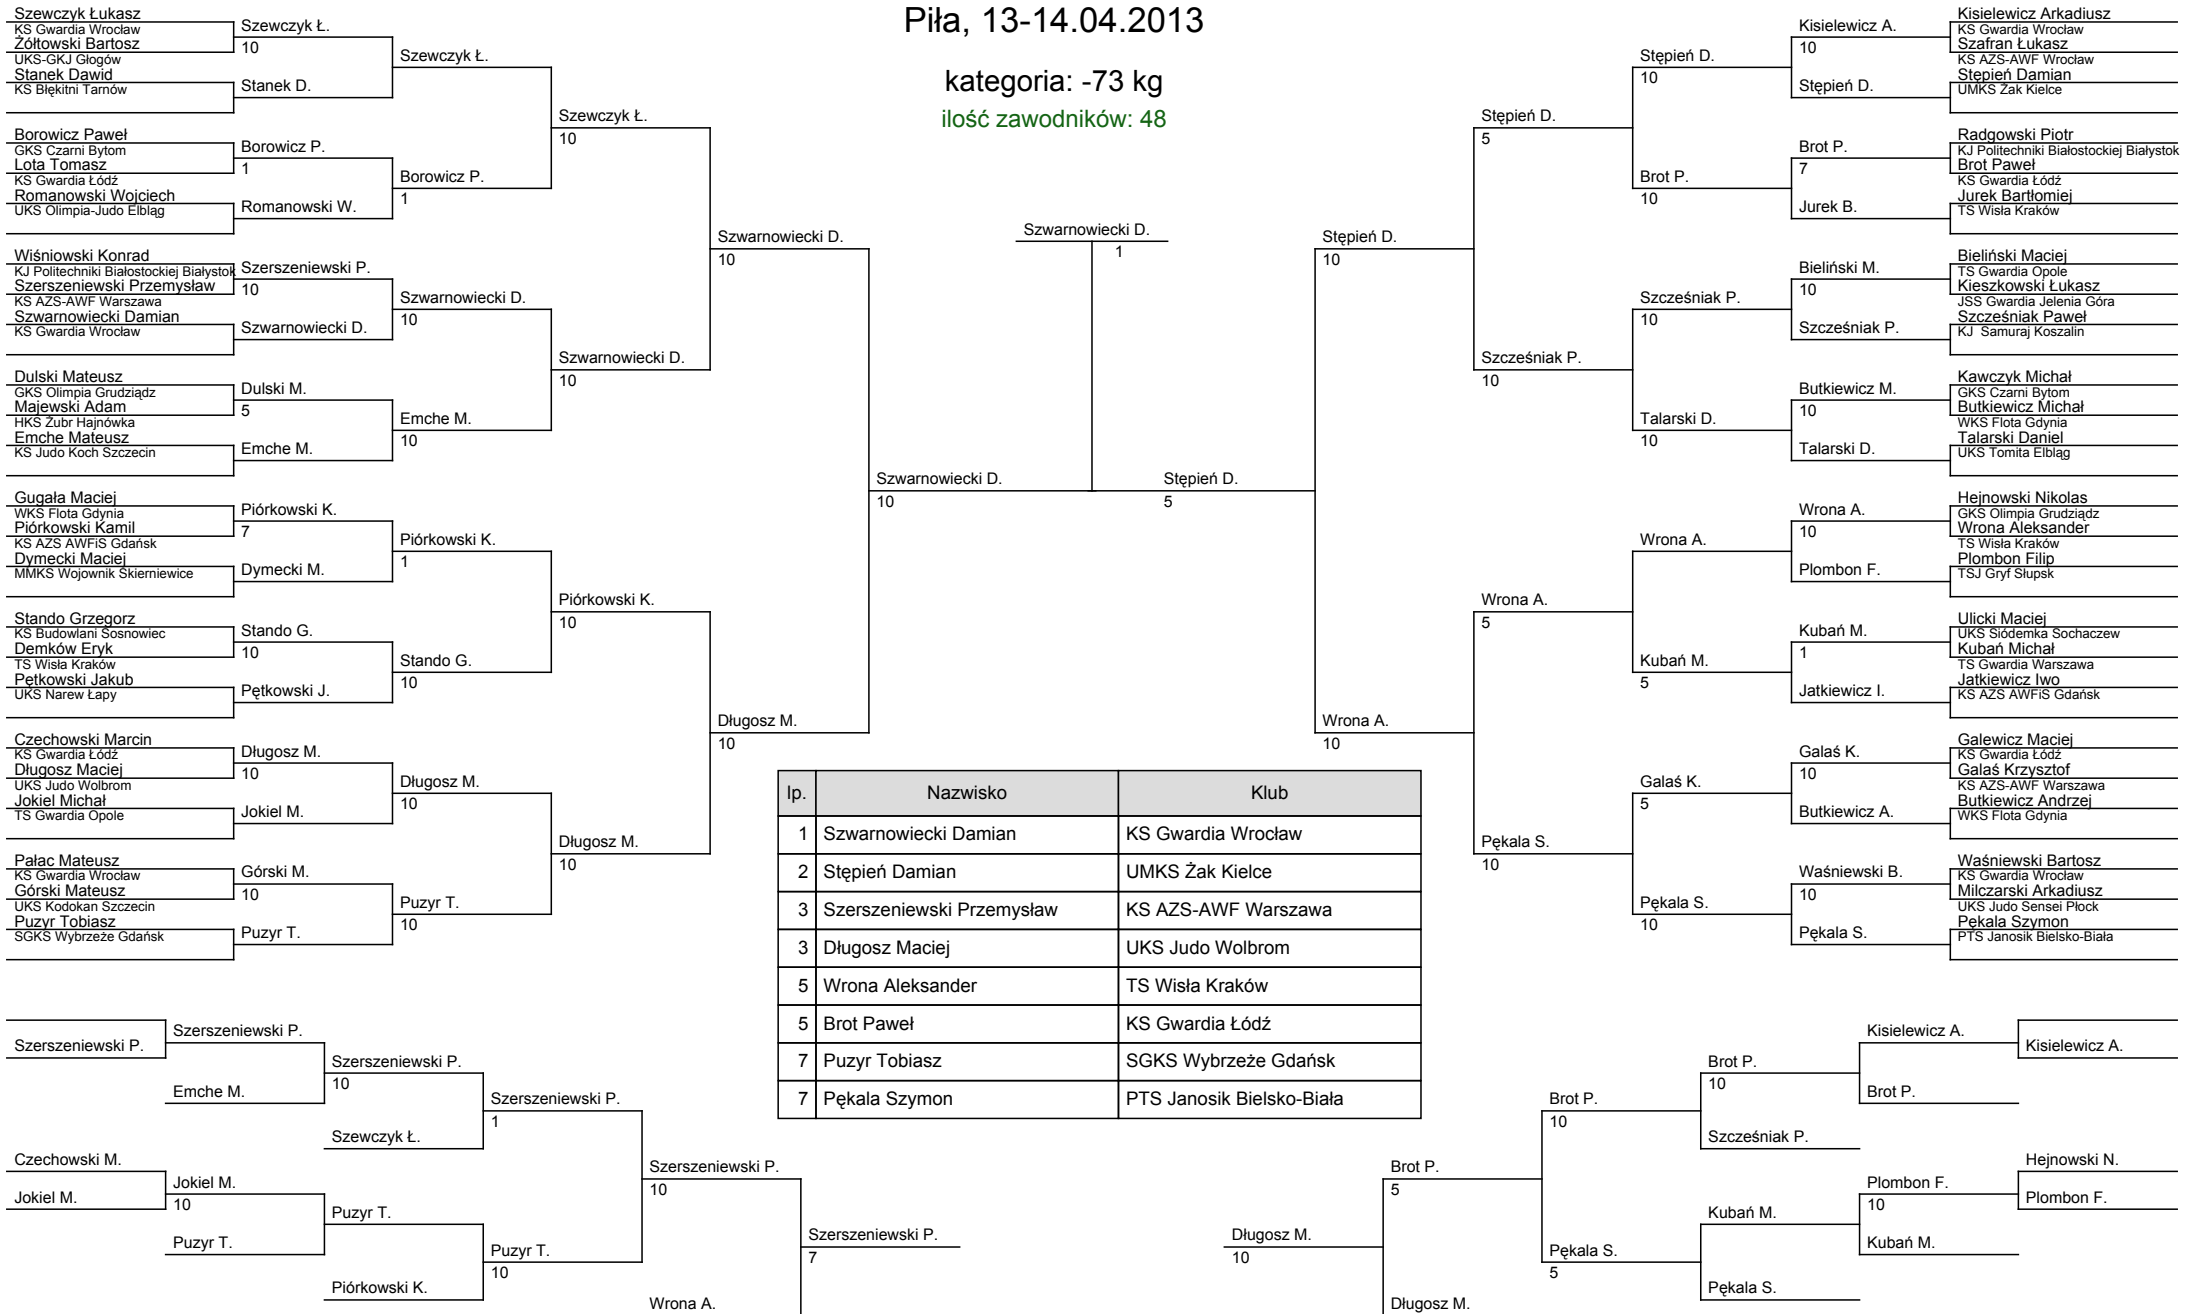 Piła, 13-14.04.2013
kategoria: -73 kg
ilość zawodników: 48
Szewczyk Łukasz
KS Gwardia Wrocław
Żółtowski Bartosz
UKS-GKJ Głogów
Stanek Dawid
KS Błękitni Tarnów
Borowicz Paweł
GKS Czarni Bytom
Lota Tomasz
KS Gwardia Łódź
Romanowski Wojciech
UKS Olimpia-Judo Elbląg
Wiśniowski Konrad
KJ Politechniki Białostockiej Białystok
Szerszeniewski Przemysław
KS AZS-AWF Warszawa
Szwarnowiecki Damian
KS Gwardia Wrocław
Dulski Mateusz
GKS Olimpia Grudziądz
Majewski Adam
HKS Żubr Hajnówka
Emche Mateusz
KS Judo Koch Szczecin
Gugała Maciej
WKS Flota Gdynia
Piórkowski Kamil
KS AZS AWFiS Gdańsk
Dymecki Maciej
MMKS Wojownik Skierniewice
Stando Grzegorz
KS Budowlani Sosnowiec
Demków Eryk
TS Wisła Kraków
Pętkowski Jakub
UKS Narew Łapy
Czechowski Marcin
KS Gwardia Łódź
Długosz Maciej
UKS Judo Wolbrom
Jokiel Michał
TS Gwardia Opole
Pałac Mateusz
KS Gwardia Wrocław
Górski Mateusz
UKS Kodokan Szczecin
Puzyr Tobiasz
SGKS Wybrzeże Gdańsk
Szewczyk Ł.
10
Stanek D.
Borowicz P.
1
Romanowski W.
Szerszeniewski P.
10
Szwarnowiecki D.
Dulski M.
5
Emche M.
Piórkowski K.
7
Dymecki M.
Stando G.
10
Pętkowski J.
Długosz M.
10
Jokiel M.
Górski M.
10
Puzyr T.
Szewczyk Ł.
Borowicz P.
1
Szwarnowiecki D.
10
Emche M.
10
Piórkowski K.
1
Stando G.
10
Długosz M.
10
Puzyr T.
10
Szewczyk Ł.
10
Szwarnowiecki D.
10
Piórkowski K.
10
Długosz M.
10
Szwarnowiecki D.
10
Długosz M.
10
Szwarnowiecki D.
10
Szwarnowiecki D.
1
Stępień D.
5
Stępień D.
10
Wrona A.
10
Stępień D.
5
Szcześniak P.
10
Wrona A.
5
Pękala S.
10
Stępień D.
10
Brot P.
10
Szcześniak P.
10
Talarski D.
10
Wrona A.
Kubań M.
5
Galaś K.
5
Pękala S.
10
Kisielewicz A.
10
Stępień D.
Brot P.
7
Jurek B.
Bieliński M.
10
Szcześniak P.
Butkiewicz M.
10
Talarski D.
Wrona A.
10
Plombon F.
Kubań M.
1
Jatkiewicz I.
Galaś K.
10
Butkiewicz A.
Waśniewski B.
10
Pękala S.
Kisielewicz Arkadiusz
KS Gwardia Wrocław
Szafran Łukasz
KS AZS-AWF Wrocław
Stępień Damian
UMKS Żak Kielce
Radgowski Piotr
KJ Politechniki Białostockiej Białystok
Brot Paweł
KS Gwardia Łódź
Jurek Bartłomiej
TS Wisła Kraków
Bieliński Maciej
TS Gwardia Opole
Kieszkowski Łukasz
JSS Gwardia Jelenia Góra
Szcześniak Paweł
KJ  Samuraj Koszalin
Kawczyk Michał
GKS Czarni Bytom
Butkiewicz Michał
WKS Flota Gdynia
Talarski Daniel
UKS Tomita Elbląg
Hejnowski Nikolas
GKS Olimpia Grudziądz
Wrona Aleksander
TS Wisła Kraków
Plombon Filip
TSJ Gryf Słupsk
Ulicki Maciej
UKS Siódemka Sochaczew
Kubań Michał
TS Gwardia Warszawa
Jatkiewicz Iwo
KS AZS AWFiS Gdańsk
Galewicz Maciej
KS Gwardia Łódź
Galaś Krzysztof
KS AZS-AWF Warszawa
Butkiewicz Andrzej
WKS Flota Gdynia
Waśniewski Bartosz
KS Gwardia Wrocław
Milczarski Arkadiusz
UKS Judo Sensei Płock
Pękala Szymon
PTS Janosik Bielsko-Biała
lp. Nazwisko Klub
1 Szwarnowiecki Damian KS Gwardia Wrocław
2 Stępień Damian UMKS Żak Kielce
3 Szerszeniewski Przemysław KS AZS-AWF Warszawa
3 Długosz Maciej UKS Judo Wolbrom
5 Wrona Aleksander TS Wisła Kraków
5 Brot Paweł KS Gwardia Łódź
7 Puzyr Tobiasz SGKS Wybrzeże Gdańsk
7 Pękala Szymon PTS Janosik Bielsko-Biała
Szerszeniewski P.
Czechowski M.
Jokiel M.
Szerszeniewski P.
Emche M.
Jokiel M.
10
Puzyr T.
Szerszeniewski P.
10
Szewczyk Ł.
Puzyr T.
Piórkowski K.
Szerszeniewski P.
1
Puzyr T.
10
Szerszeniewski P.
10
Wrona A.
Szerszeniewski P.
7
Długosz M.
10
Brot P.
5
Długosz M.
Brot P.
10
Pękala S.
5
Brot P.
10
Szcześniak P.
Kubań M.
Pękala S.
Kisielewicz A.
Brot P.
Plombon F.
10
Kubań M.
Kisielewicz A.
Hejnowski N.
Plombon F.